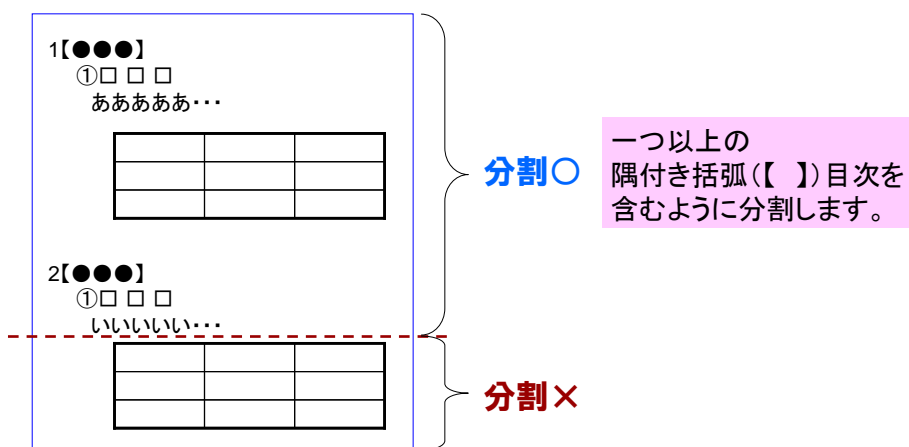 1【●●●】
①□ □ □
あああああ・・・
分割○
一つ以上の
隅付き括弧(【 】)目次を
含むように分割します。
2【●●●】
①□ □ □
いいいいい・・・
分割×